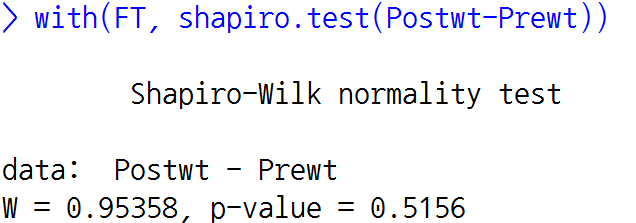 > with(FT, shapiro.test(Postwt-Prewt))
Shapiro-Wilk normality test
data:  Postwt - Prewt
W = 0.95358, p-value = 0.5156